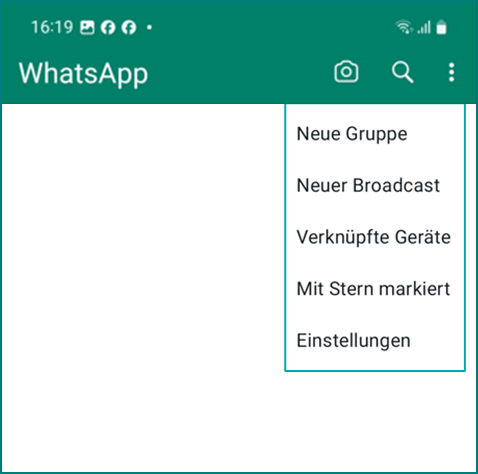 16:19
WhatsApp
Neue Gruppe
Neuer Broadcast
Verknüpfte Geräte
Mit Stern markiert
Einstellungen